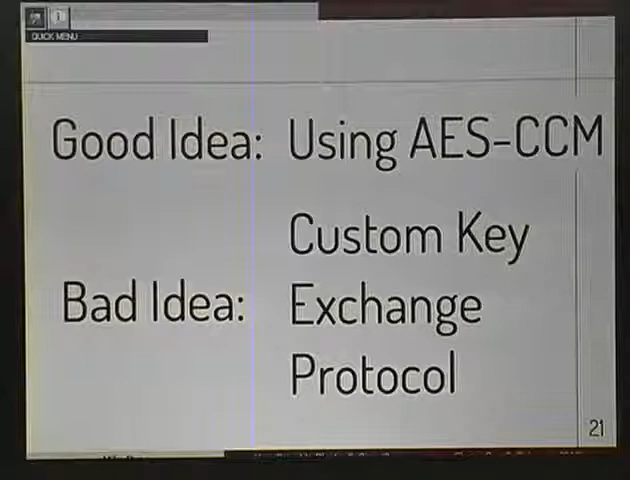 QUICK MENU
Good Idea: Using AES-CCM
Bad Idea: Custom Key
Exchange
Protocol
21